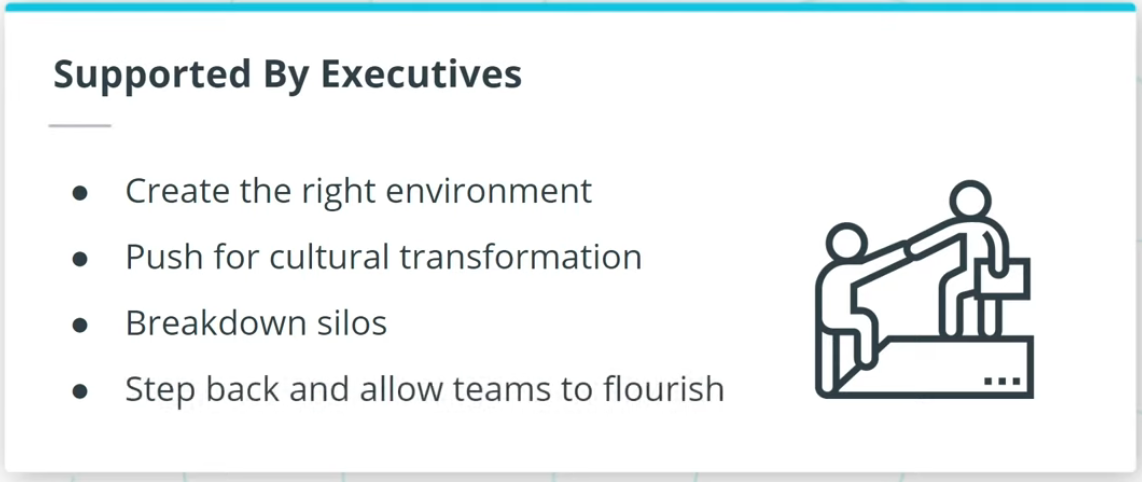 Supported By Executives
● Create the right environment
● Push for cultural transformation
● Breakdown silos
● Step back and allow teams to flourish